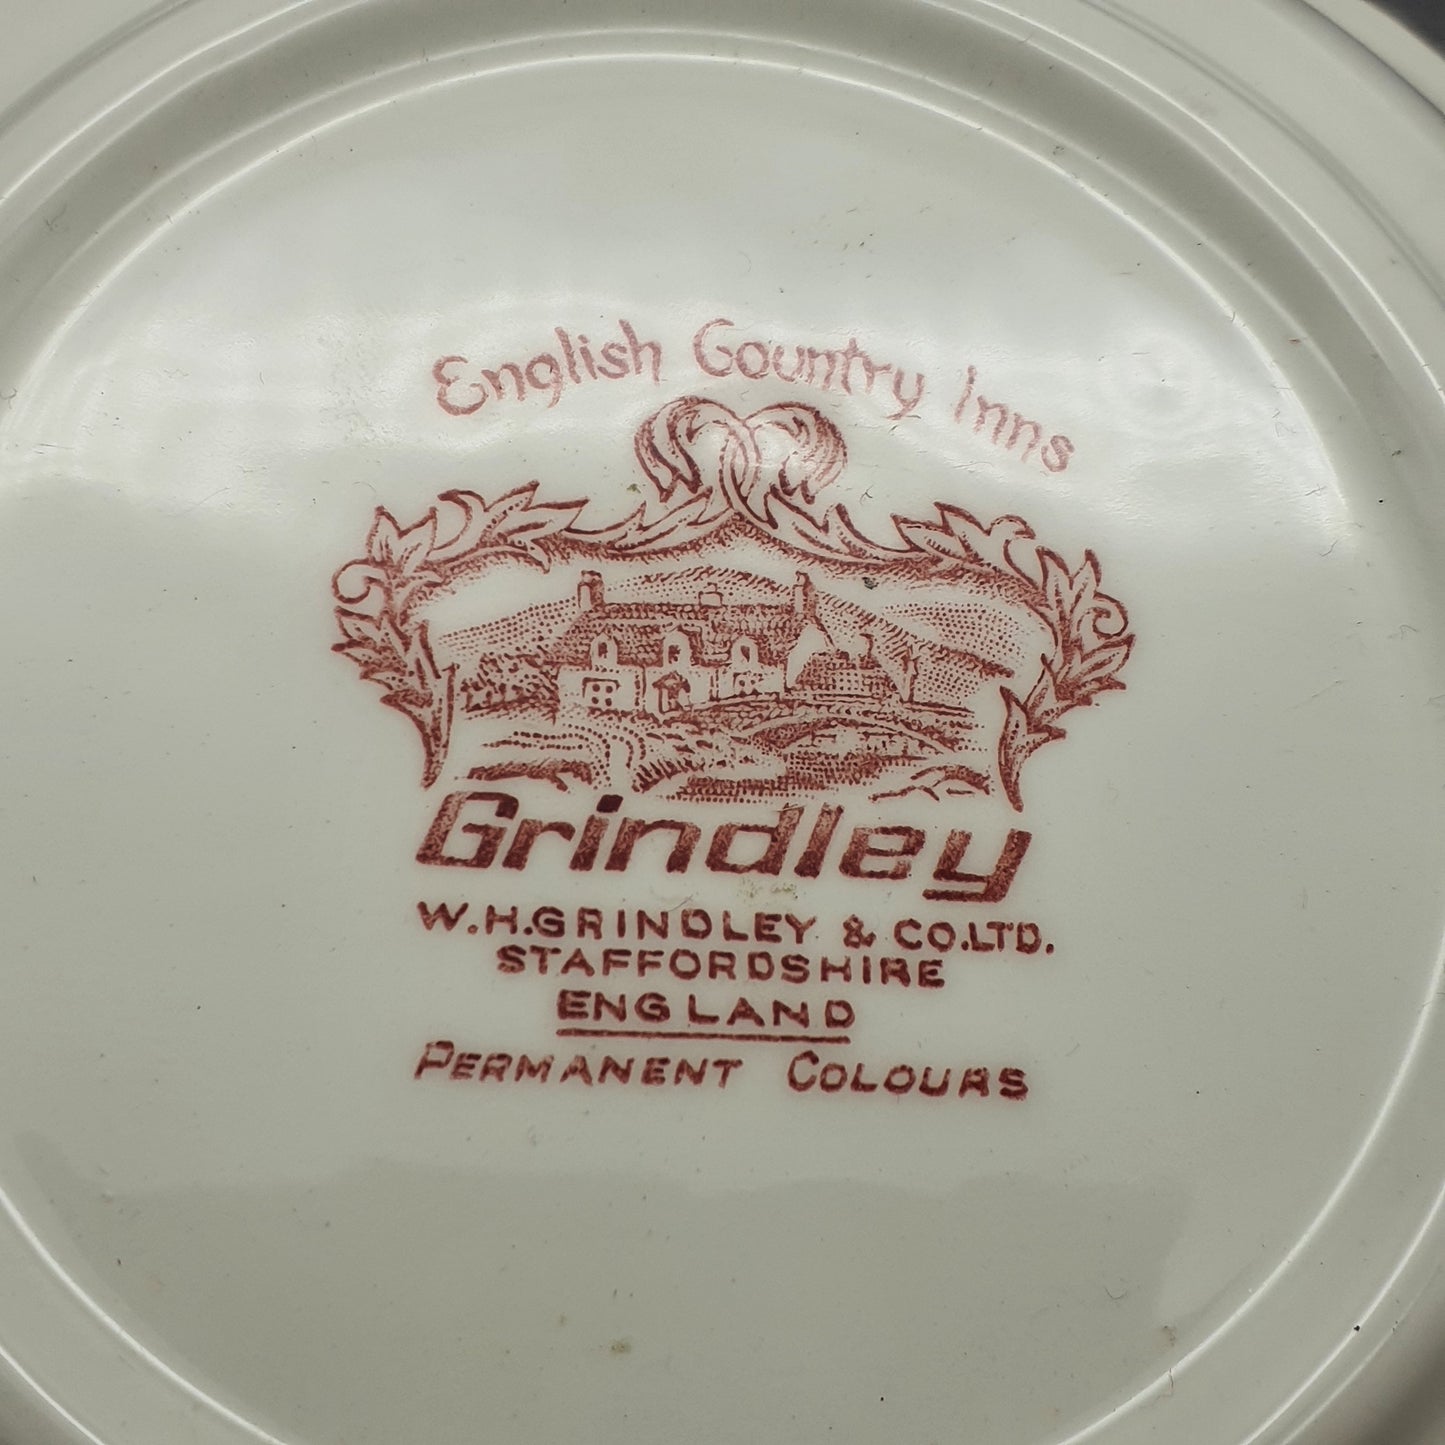 English Country Inns
Grindley
W.H.GRINDLEY & CO.LTD.
STAFFORDSHIRE
ENGLAND
PERMANENT COLOURS